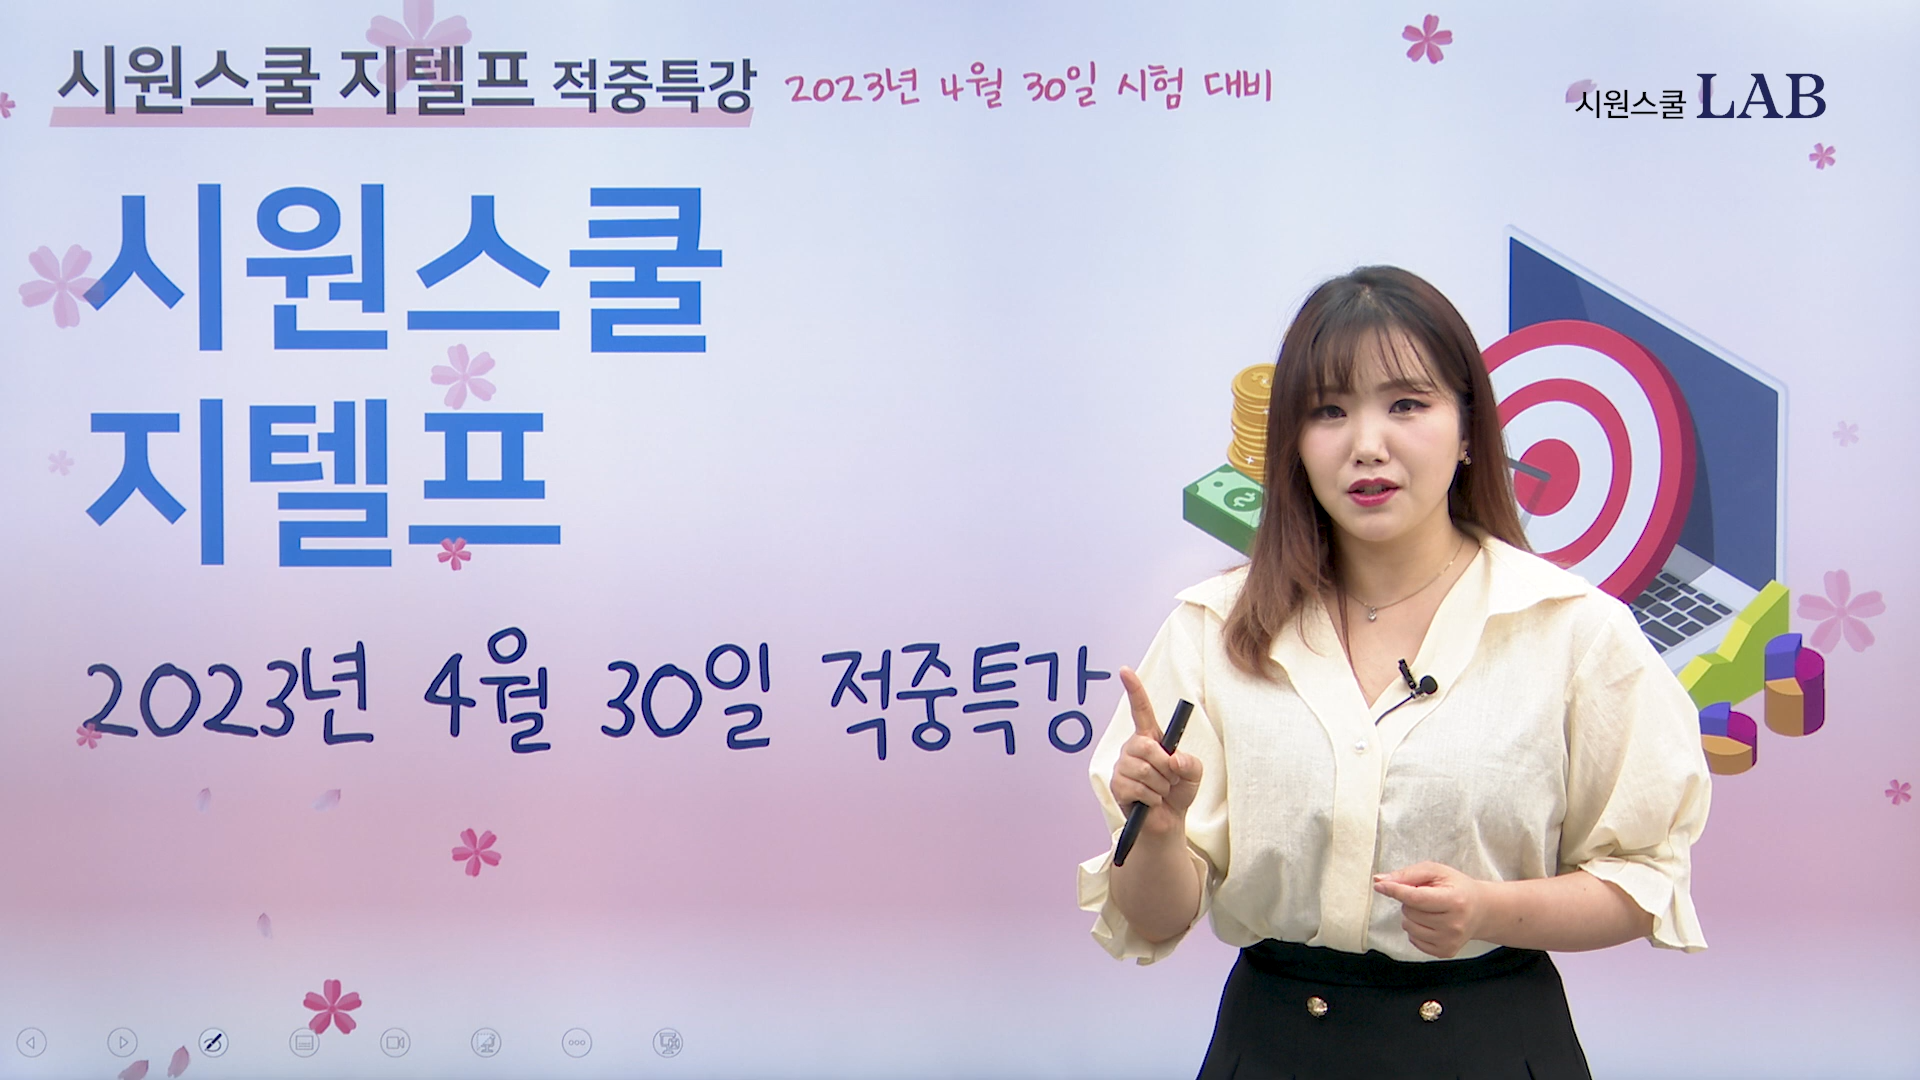 시원스쿨 지텔프 적중특강 2023년 4월 30일 시험 대비
시원스쿨 LAB
시원스쿨
지텔프
2023년 4월 30일 적중특강